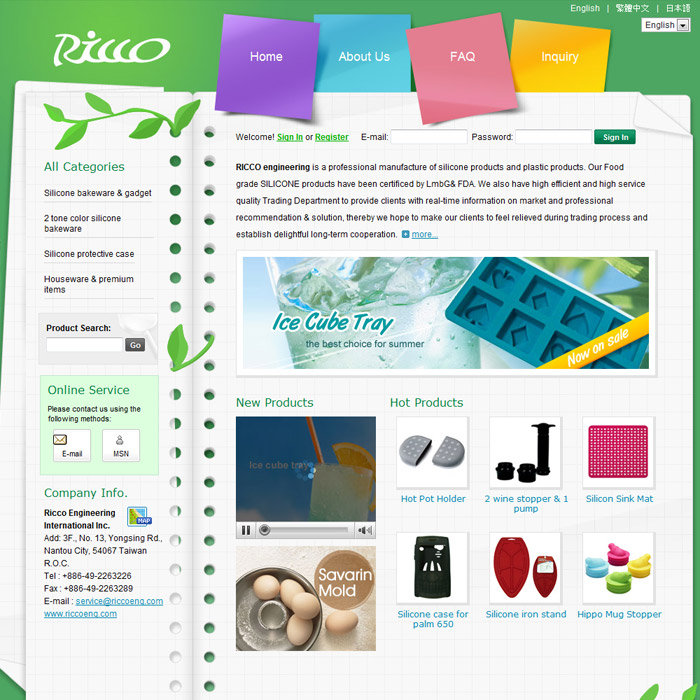 English | 繁體中文 | 日本語
English
Ricco
Home
About Us
FAQ
Inquiry
Welcome! Sign In or Register E-mail: Password: Sign In
All Categories
Silicone bakeware & gadget
2 tone color silicone
bakeware
Silicone protective case
Houseware & premium
items
Product Search:
Go
Online Service
Please contact us using the
following methods:
E-mail
MSN
Company Info.
Ricco Engineering
International Inc.
MAP
Add: 3F., No. 13, Yongsing Rd.,
Nantou City, 54067 Taiwan
R.O.C.
Tel : +886-49-2263226
Fax : +886-49-2263289
E-mail : service@riccoeng.com
www.riccoeng.com
RICCO engineering is a professional manufacture of silicone products and plastic products. Our Food
grade SILICONE products have been certificed by LmbG& FDA. We also have high efficient and high service
quality Trading Department to provide clients with real-time information on market and professional
recommendation & solution, thereby we hope to make our clients to feel relieved during trading process and
establish delightful long-term cooperation. more...
Ice Cube Tray
the best choice for summer
Now on sale
New Products
Ice cube tray
Savarin
Mold
Hot Products
Hot Pot Holder
2 wine stopper & 1
pump
Silicon Sink Mat
Silicone case for
palm 650
Silicone iron stand
Hippo Mug Stopper